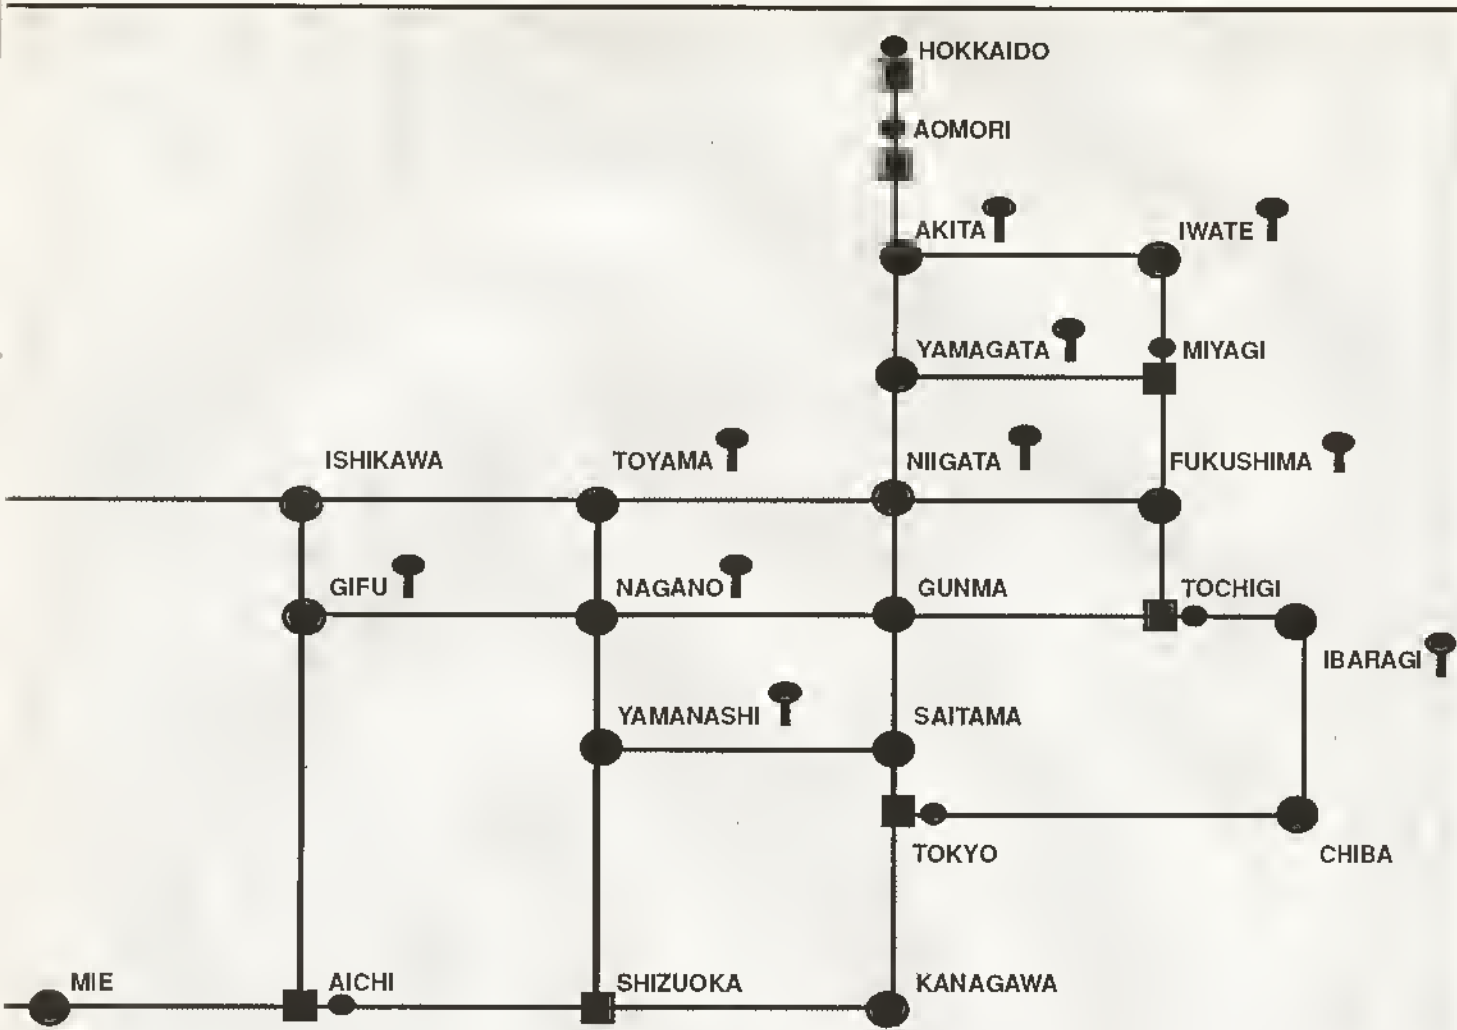 HOKKAIDO
AOMORI
AKITA
IWATE
YAMAGATA
MIYAGI
ISHIKAWA
TOYAMA
NIIGATA
FUKUSHIMA
GIFU
NAGANO
GUNMA
TOCHIGI
IBARAGI
YAMANASHI
SAITAMA
TOKYO
CHIBA
MIE
AICHI
SHIZUOKA
KANAGAWA